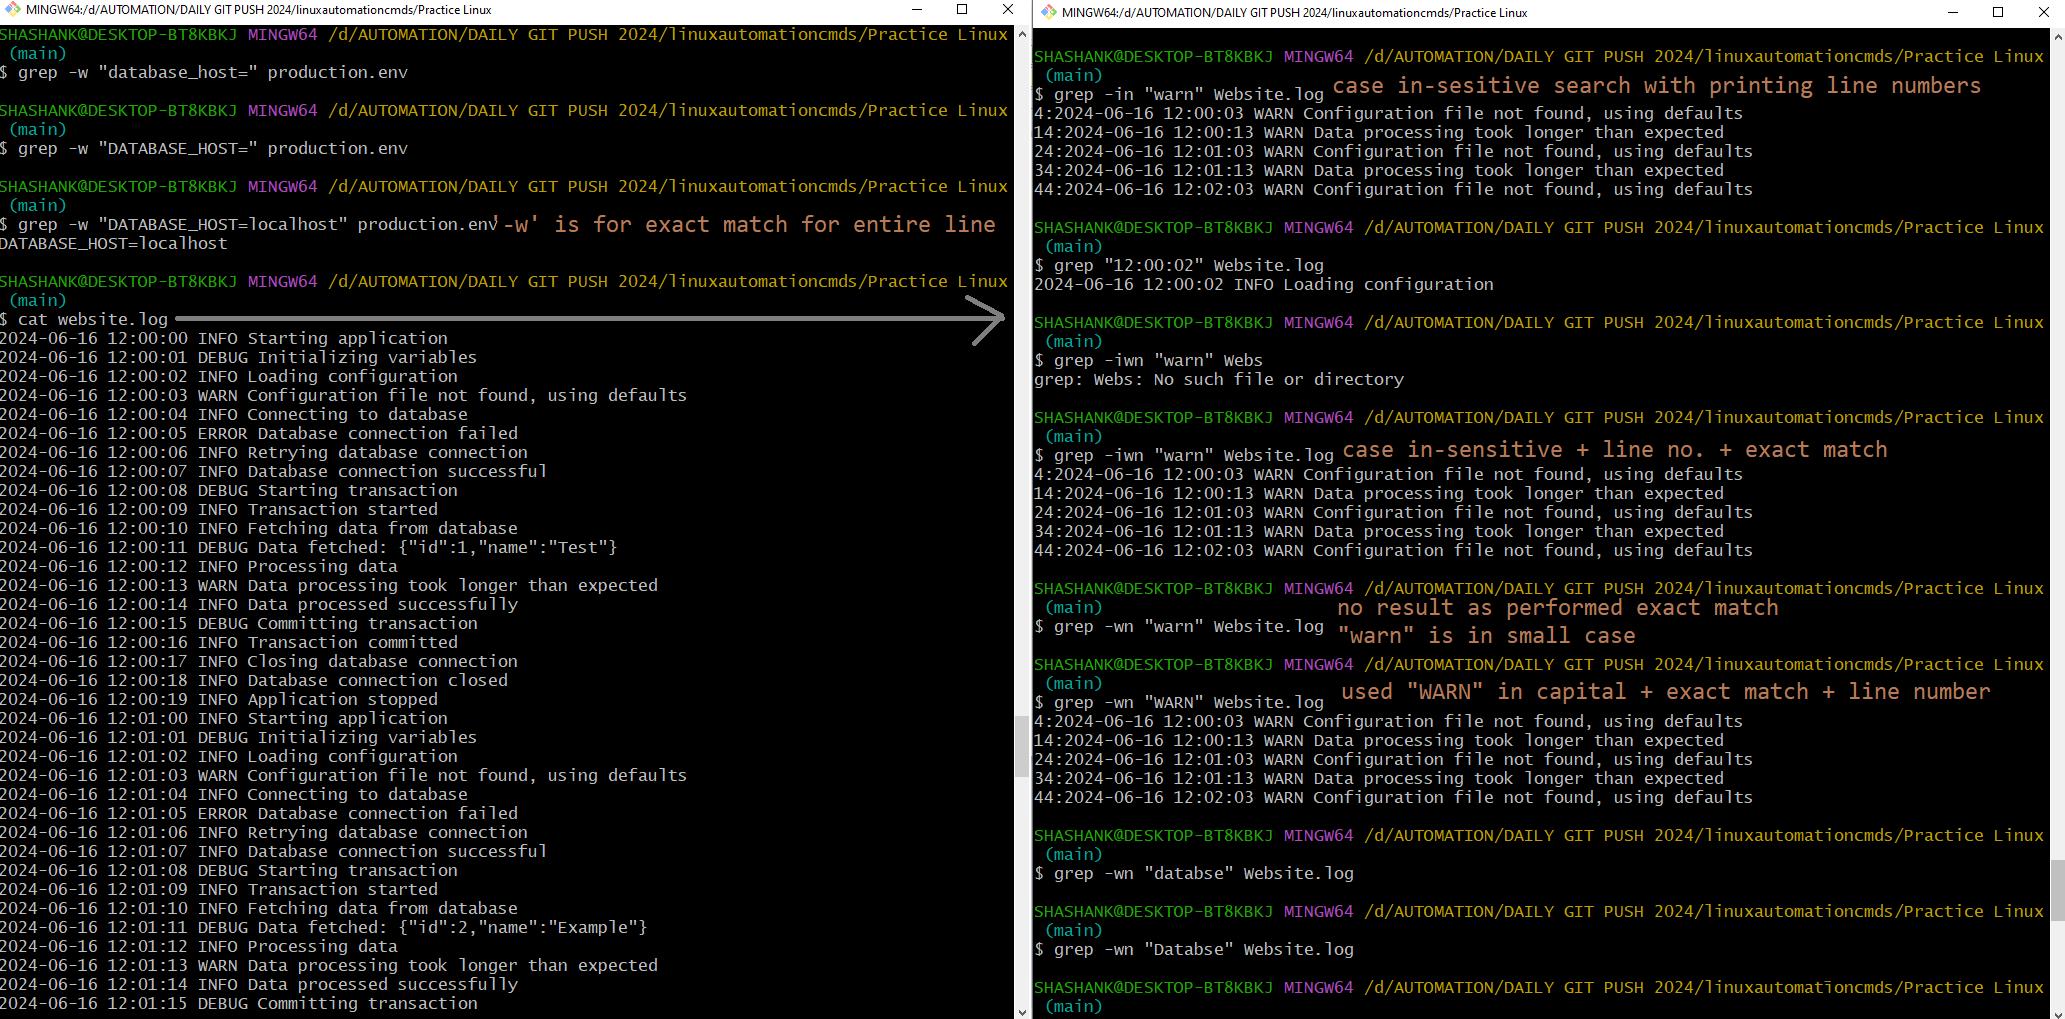 MINGW64:/d/AUTOMATION/DAILY GIT PUSH 2024/linuxautomationcmds/Practice Linux
SHASHANK@DESKTOP-BT8KBKJ MINGW64 /d/AUTOMATION/DAILY GIT PUSH 2024/linuxautomationcmds/Practice Linux
(main)
$ grep -w "database_host=" production.env
SHASHANK@DESKTOP-BT8KBKJ MINGW64 /d/AUTOMATION/DAILY GIT PUSH 2024/linuxautomationcmds/Practice Linux
(main)
$ grep -w "DATABASE_HOST=" production.env
SHASHANK@DESKTOP-BT8KBKJ MINGW64 /d/AUTOMATION/DAILY GIT PUSH 2024/linuxautomationcmds/Practice Linux
(main)
$ grep -w "DATABASE_HOST=localhost" production.env '-w' is for exact match for entire line
DATABASE_HOST=localhost
SHASHANK@DESKTOP-BT8KBKJ MINGW64 /d/AUTOMATION/DAILY GIT PUSH 2024/linuxautomationcmds/Practice Linux
(main)
$ cat website.log
2024-06-16 12:00:00 INFO Starting application
2024-06-16 12:00:01 DEBUG Initializing variables
2024-06-16 12:00:02 INFO Loading configuration
2024-06-16 12:00:03 WARN Configuration file not found, using defaults
2024-06-16 12:00:04 INFO Connecting to database
2024-06-16 12:00:05 ERROR Database connection failed
2024-06-16 12:00:06 INFO Retrying database connection
2024-06-16 12:00:07 INFO Database connection successful
2024-06-16 12:00:08 DEBUG Starting transaction
2024-06-16 12:00:09 INFO Transaction started
2024-06-16 12:00:10 INFO Fetching data from database
2024-06-16 12:00:11 DEBUG Data fetched: {"id":1,"name":"Test"}
2024-06-16 12:00:12 INFO Processing data
2024-06-16 12:00:13 WARN Data processing took longer than expected
2024-06-16 12:00:14 INFO Data processed successfully
2024-06-16 12:00:15 DEBUG Committing transaction
2024-06-16 12:00:16 INFO Transaction committed
2024-06-16 12:00:17 INFO Closing database connection
2024-06-16 12:00:18 INFO Database connection closed
2024-06-16 12:00:19 INFO Application stopped
2024-06-16 12:01:00 INFO Starting application
2024-06-16 12:01:01 DEBUG Initializing variables
2024-06-16 12:01:02 INFO Loading configuration
2024-06-16 12:01:03 WARN Configuration file not found, using defaults
2024-06-16 12:01:04 INFO Connecting to database
2024-06-16 12:01:05 ERROR Database connection failed
2024-06-16 12:01:06 INFO Retrying database connection
2024-06-16 12:01:07 INFO Database connection successful
2024-06-16 12:01:08 DEBUG Starting transaction
2024-06-16 12:01:09 INFO Transaction started
2024-06-16 12:01:10 INFO Fetching data from database
2024-06-16 12:01:11 DEBUG Data fetched: {"id":2,"name":"Example"}
2024-06-16 12:01:12 INFO Processing data
2024-06-16 12:01:13 WARN Data processing took longer than expected
2024-06-16 12:01:14 INFO Data processed successfully
2024-06-16 12:01:15 DEBUG Committing transaction
MINGW64:/d/AUTOMATION/DAILY GIT PUSH 2024/linuxautomationcmds/Practice Linux
SHASHANK@DESKTOP-BT8KBKJ MINGW64 /d/AUTOMATION/DAILY GIT PUSH 2024/linuxautomationcmds/Practice Linux
(main)
$ grep -in "warn" Website.log case in-sesitive search with printing line numbers
4:2024-06-16 12:00:03 WARN Configuration file not found, using defaults
14:2024-06-16 12:00:13 WARN Data processing took longer than expected
24:2024-06-16 12:01:03 WARN Configuration file not found, using defaults
34:2024-06-16 12:01:13 WARN Data processing took longer than expected
44:2024-06-16 12:02:03 WARN Configuration file not found, using defaults
SHASHANK@DESKTOP-BT8KBKJ MINGW64 /d/AUTOMATION/DAILY GIT PUSH 2024/linuxautomationcmds/Practice Linux
(main)
$ grep "12:00:02" Website.log
2024-06-16 12:00:02 INFO Loading configuration
SHASHANK@DESKTOP-BT8KBKJ MINGW64 /d/AUTOMATION/DAILY GIT PUSH 2024/linuxautomationcmds/Practice Linux
(main)
$ grep -iwn "warn" Webs
grep: Webs: No such file or directory
SHASHANK@DESKTOP-BT8KBKJ MINGW64 /d/AUTOMATION/DAILY GIT PUSH 2024/linuxautomationcmds/Practice Linux
(main)
$ grep -iwn "warn" Website.log case in-sensitive + line no. + exact match
4:2024-06-16 12:00:03 WARN Configuration file not found, using defaults
14:2024-06-16 12:00:13 WARN Data processing took longer than expected
24:2024-06-16 12:01:03 WARN Configuration file not found, using defaults
34:2024-06-16 12:01:13 WARN Data processing took longer than expected
44:2024-06-16 12:02:03 WARN Configuration file not found, using defaults
SHASHANK@DESKTOP-BT8KBKJ MINGW64 /d/AUTOMATION/DAILY GIT PUSH 2024/linuxautomationcmds/Practice Linux
(main) no result as performed exact match
$ grep -wn "warn" Website.log "warn" is in small case
SHASHANK@DESKTOP-BT8KBKJ MINGW64 /d/AUTOMATION/DAILY GIT PUSH 2024/linuxautomationcmds/Practice Linux
(main)
$ grep -wn "WARN" Website.log used "WARN" in capital + exact match + line number
4:2024-06-16 12:00:03 WARN Configuration file not found, using defaults
14:2024-06-16 12:00:13 WARN Data processing took longer than expected
24:2024-06-16 12:01:03 WARN Configuration file not found, using defaults
34:2024-06-16 12:01:13 WARN Data processing took longer than expected
44:2024-06-16 12:02:03 WARN Configuration file not found, using defaults
SHASHANK@DESKTOP-BT8KBKJ MINGW64 /d/AUTOMATION/DAILY GIT PUSH 2024/linuxautomationcmds/Practice Linux
(main)
$ grep -wn "databse" Website.log
SHASHANK@DESKTOP-BT8KBKJ MINGW64 /d/AUTOMATION/DAILY GIT PUSH 2024/linuxautomationcmds/Practice Linux
(main)
$ grep -wn "Databse" Website.log
SHASHANK@DESKTOP-BT8KBKJ MINGW64 /d/AUTOMATION/DAILY GIT PUSH 2024/linuxautomationcmds/Practice Linux
(main)